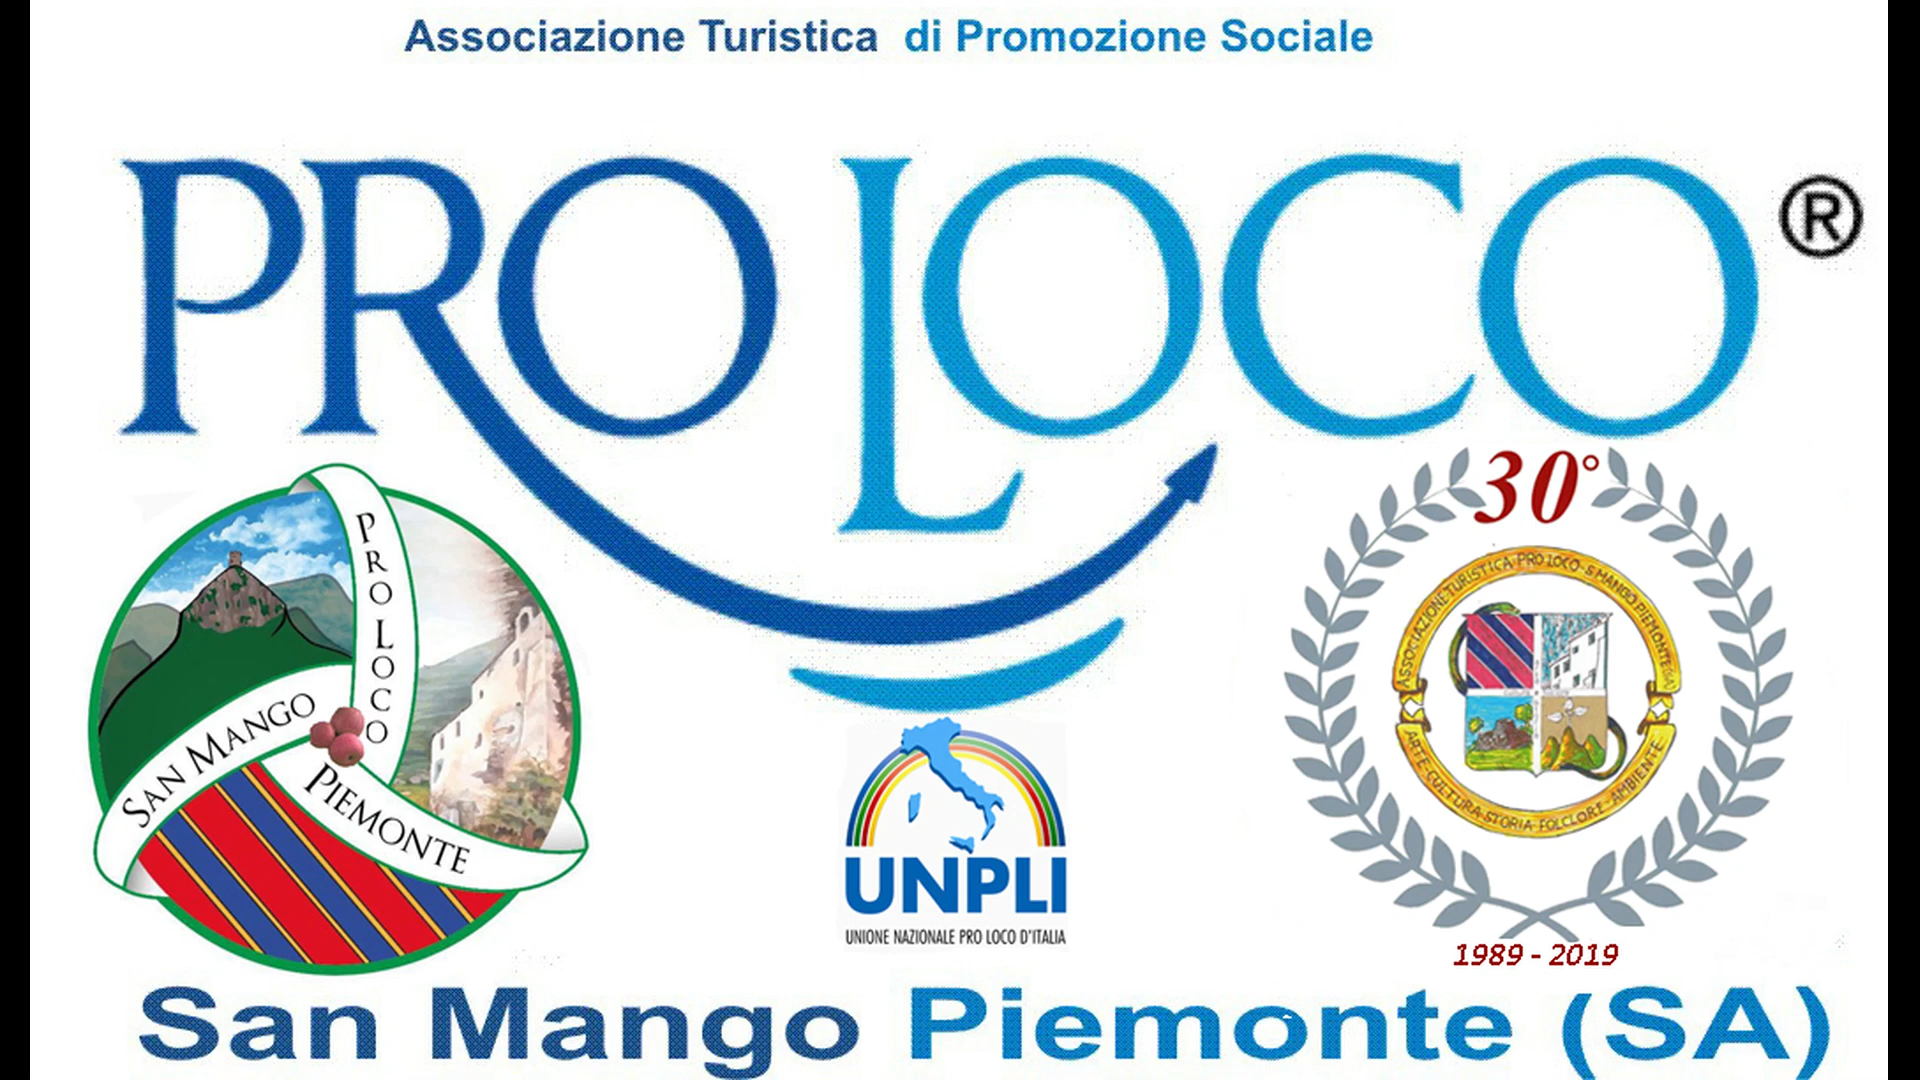 Associazione Turistica di Promozione Sociale
PRO LOCO ®
PRO LOCO
SAN MANGO
PIEMONTE
UNPLI
UNIONE NAZIONALE PRO LOCO D'ITALIA
30°
ASSOCIAZIONE TURISTICA PRO LOCO - S MANGO PIEMONTE (SA)
ARTE - CULTURA - STORIA - FOLCLORE - AMBIENTE
1989 - 2019
San Mango Piemonte (SA)